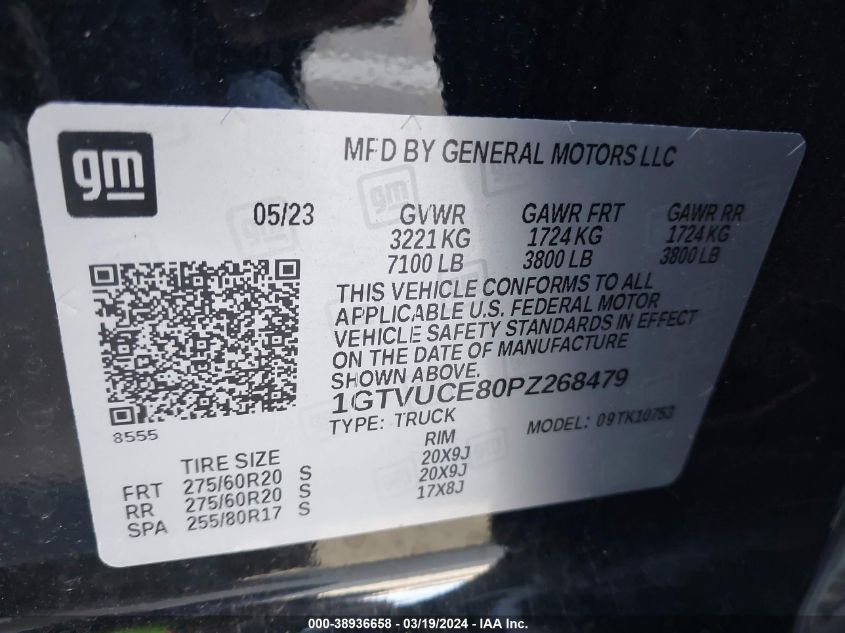 gm
MFD BY GENERAL MOTORS LLC
05/23 GVWR GAWR FRT GAWR RR
3221 KG 1724 KG 1724 KG
7100 LB 3800 LB 3800 LB
THIS VEHICLE CONFORMS TO ALL
APPLICABLE U.S. FEDERAL MOTOR
VEHICLE SAFETY STANDARDS IN EFFECT
ON THE DATE OF MANUFACTURE
SHOWN ABOVE.
1GTVUCE80PZ268479
TYPE: TRUCK MODEL: 09TK10753
8555
TIRE SIZE RIM
FRT 275/60R20 S 20X9J
RR 275/60R20 S 20X9J
SPA 255/80R17 S 17X8J
000-38936658 - 03/19/2024 - IAA Inc.